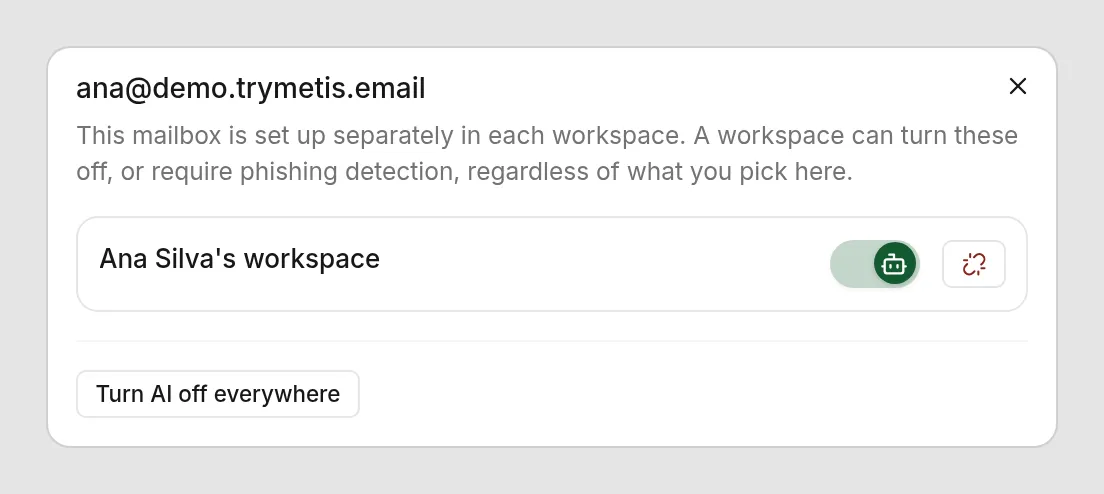 ana@demo.trymetis.email
This mailbox is set up separately in each workspace. A workspace can turn these
off, or require phishing detection, regardless of what you pick here.
Ana Silva's workspace
Turn AI off everywhere